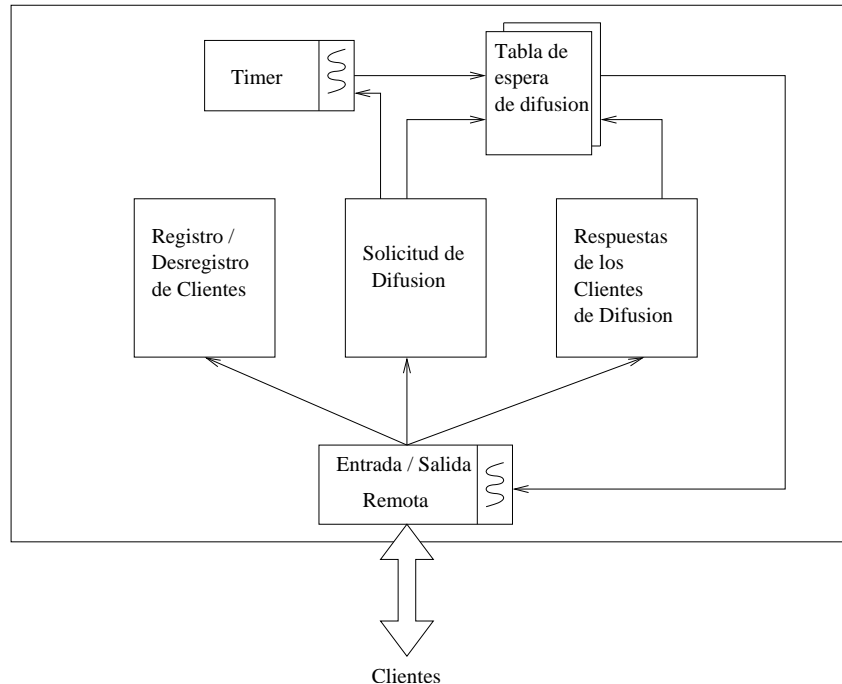 Timer
Tabla de
espera
de difusion
Registro /
Desregistro
de Clientes
Solicitud de
Difusion
Respuestas
de los
Clientes
de Difusion
Entrada / Salida
Remota
Clientes